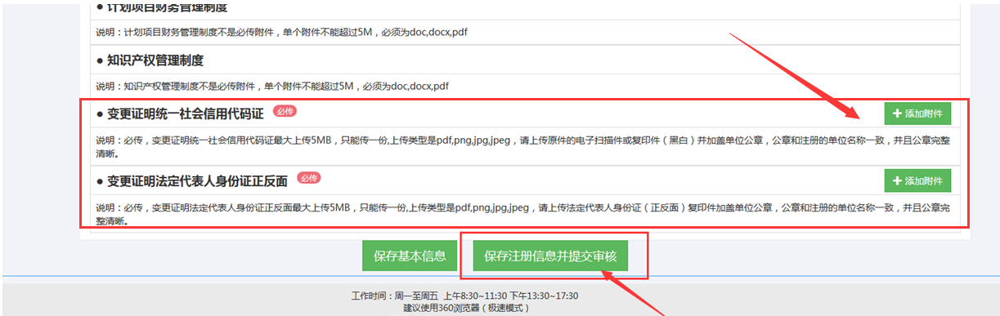 ● 计划项目财务管理制度
说明：计划项目财务管理制度不是必传附件，单个附件不能超过5M，必须为doc,docx,pdf
● 知识产权管理制度
说明：知识产权管理制度不是必传附件，单个附件不能超过5M，必须为doc,docx,pdf
● 变更证明统一社会信用代码证 必传 + 添加附件
说明：必传，变更证明统一社会信用代码证最大上传5MB，只能传一份,上传类型是pdf,png,jpg,jpeg，请上传原件的电子扫描件或复印件（黑白）并加盖单位公章，公章和注册的单位名称一致，并且公章完整
清晰。
● 变更证明法定代表人身份证正反面 必传 + 添加附件
说明：必传，变更证明法定代表人身份证正反面最大上传5MB，只能传一份,上传类型是pdf,png,jpg,jpeg，请上传法定代表人身份证（正反面）复印件加盖单位公章，公章和注册的单位名称一致，并且公章完
整清晰。
保存基本信息 保存注册信息并提交审核
工作时间：周一至周五 上午8:30~11:30 下午13:30~17:30
建议使用360浏览器（极速模式）